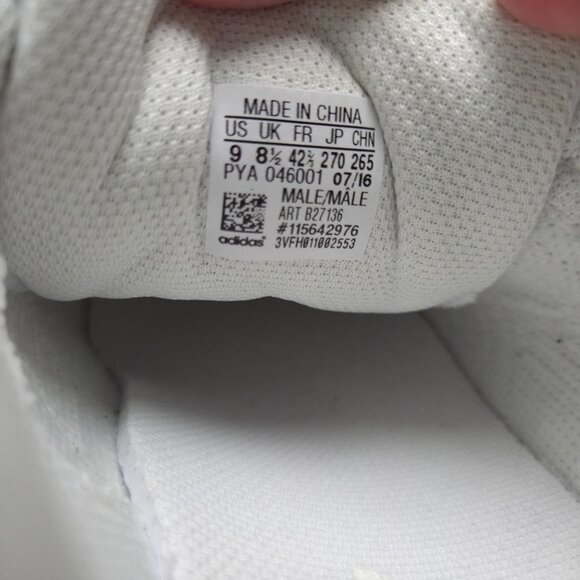 MADE IN CHINA
US UK FR JP CHN
9 8½ 42⅔ 270 265
PYA 046001 07/16
MALE/MÂLE
ART B27136
#115642976
adidas® 3VFH011002553